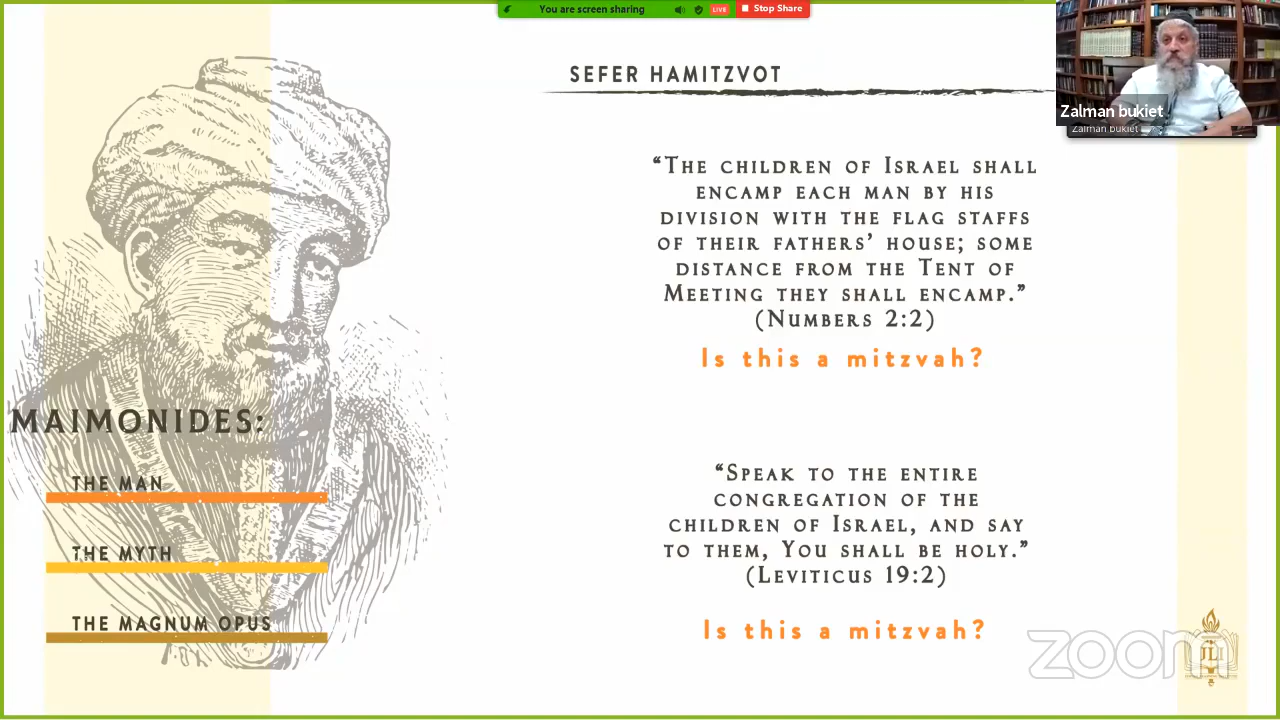 You are screen sharing
LIVE
Stop Share
SEFER HAMITZVOT
Zalman bukiet
Zalman bukiet
“The children of Israel shall
encamp each man by his
division with the flag staffs
of their fathers’ house; some
distance from the Tent of
Meeting they shall encamp.”
(Numbers 2:2)
Is this a mitzvah?
MAIMONIDES:
THE MAN
THE MYTH
THE MAGNUM OPUS
“Speak to the entire
congregation of the
children of Israel, and say
to them, You shall be holy.”
(Leviticus 19:2)
Is this a mitzvah?
zoom
JLI